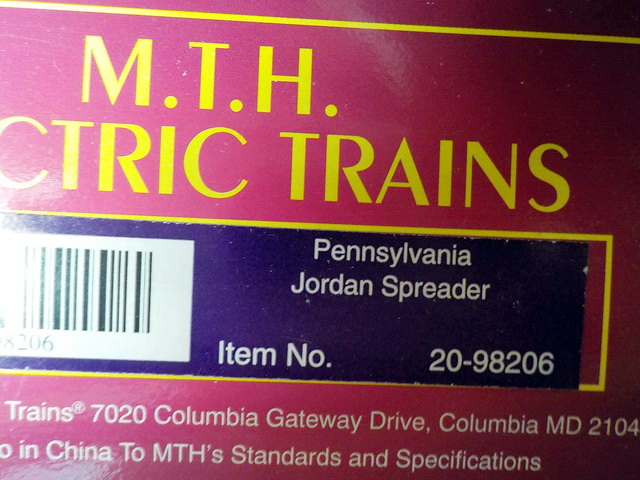 M.T.H.
CTRIC TRAINS
Pennsylvania
Jordan Spreader
8206
Item No. 20-98206
Trains® 7020 Columbia Gateway Drive, Columbia MD 2104
o in China To MTH's Standards and Specifications